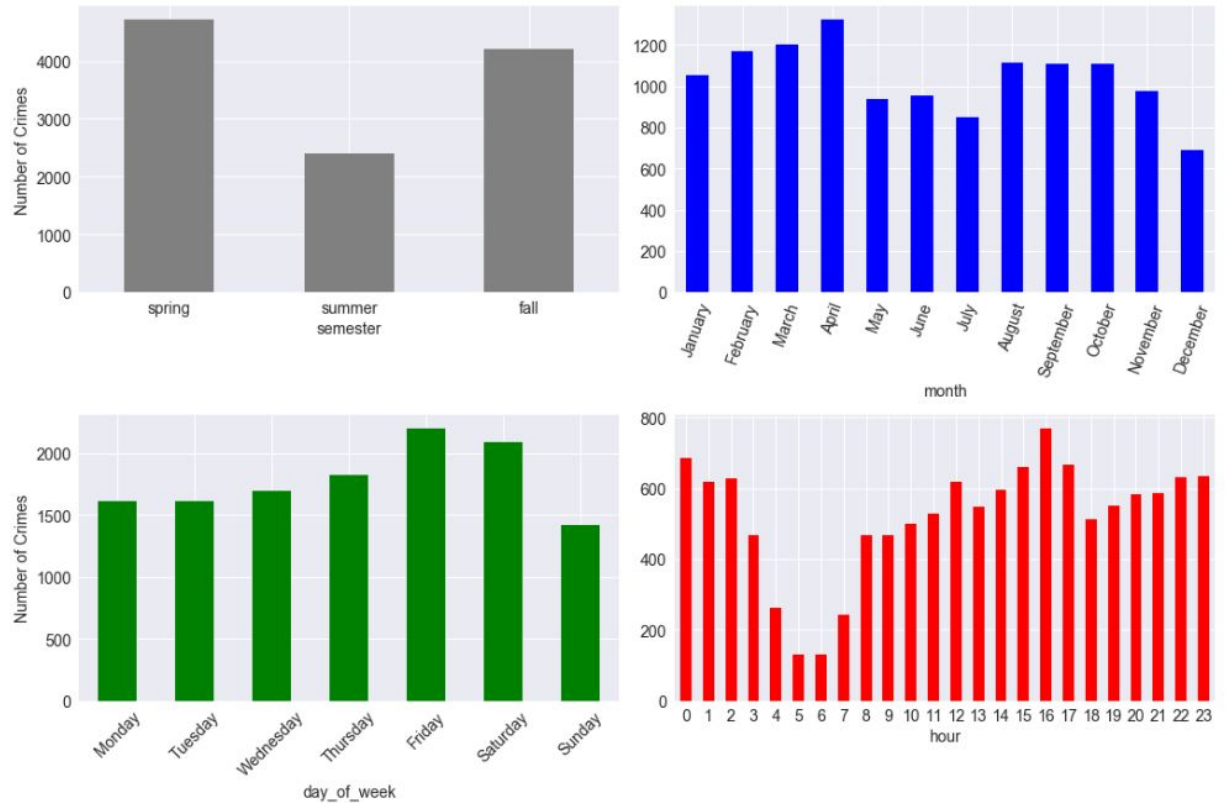 Number of Crimes
4000
3000
2000
1000
0
spring summer fall
semester
1200
1000
800
600
400
200
0
January February March April May June July August September October November December
month
Number of Crimes
2000
1500
1000
500
0
Monday Tuesday Wednesday Thursday Friday Saturday Sunday
day_of_week
800
600
400
200
0
0 1 2 3 4 5 6 7 8 9 10 11 12 13 14 15 16 17 18 19 20 21 22 23
hour